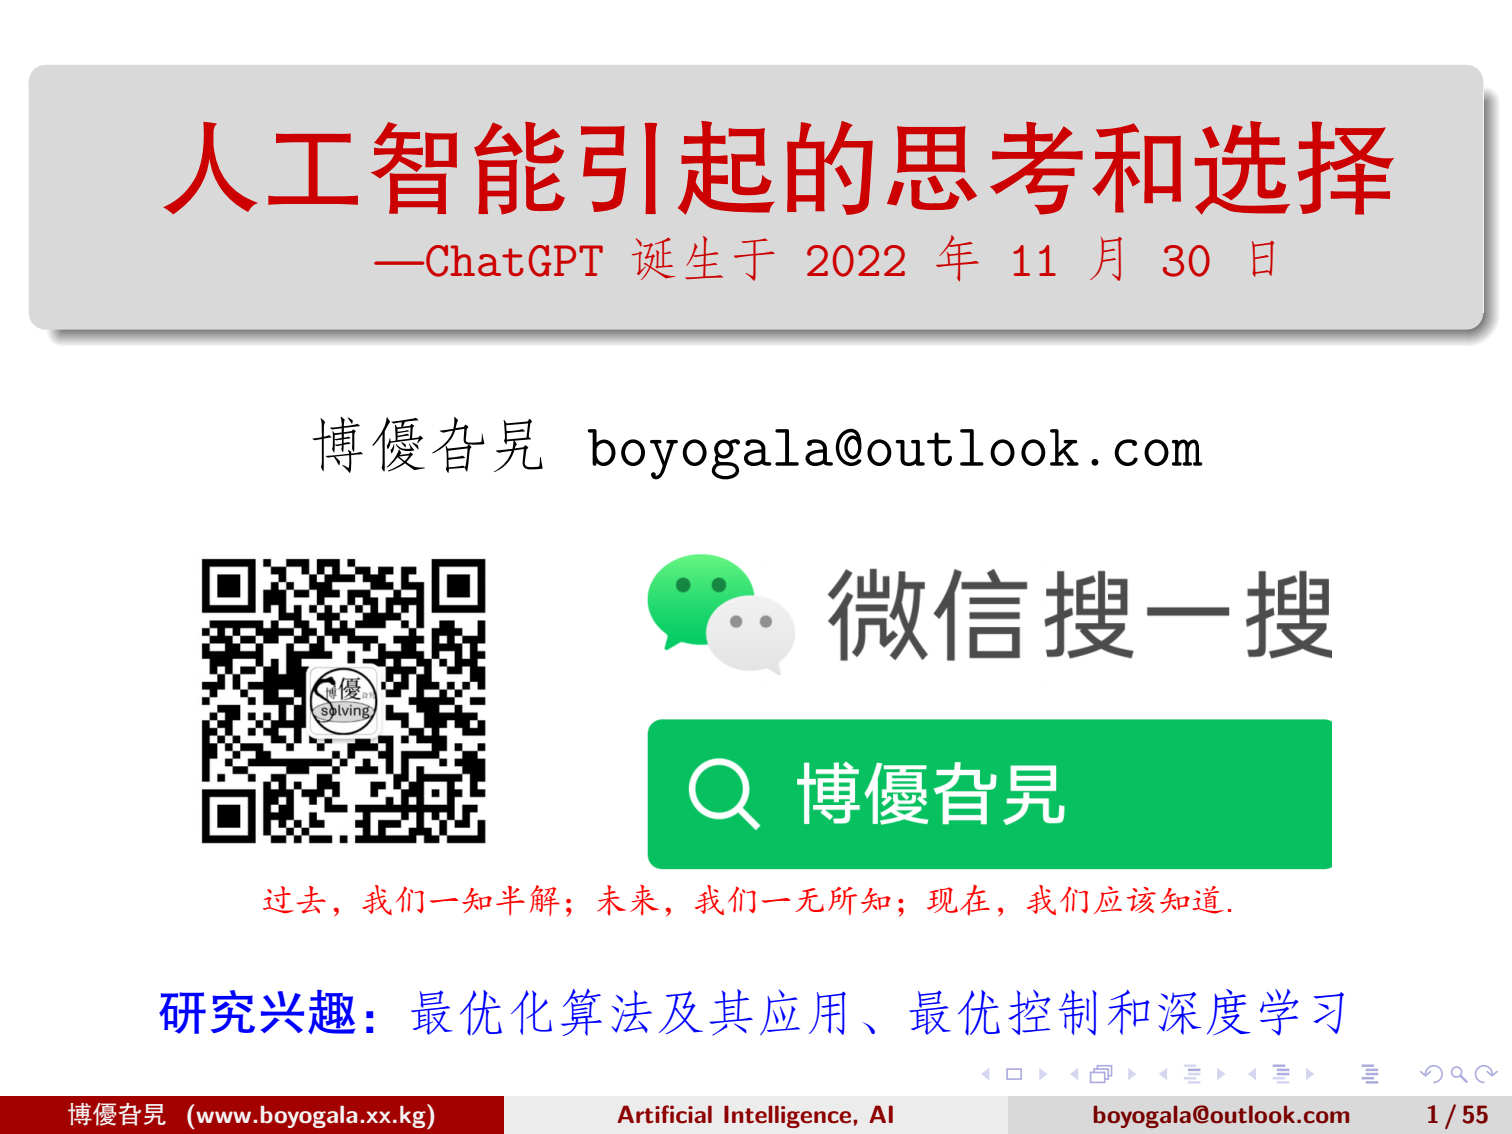 人工智能引起的思考和选择
—ChatGPT 诞生于 2022 年 11 月 30 日
博優旮旯 boyogala@outlook.com
博優
solving
微信搜一搜
博優旮旯
过去，我们一知半解；未来，我们一无所知；现在，我们应该知道.
研究兴趣：最优化算法及其应用、最优控制和深度学习
博優旮旯 (www.boyogala.xx.kg) Artificial Intelligence, AI boyogala@outlook.com 1 / 55